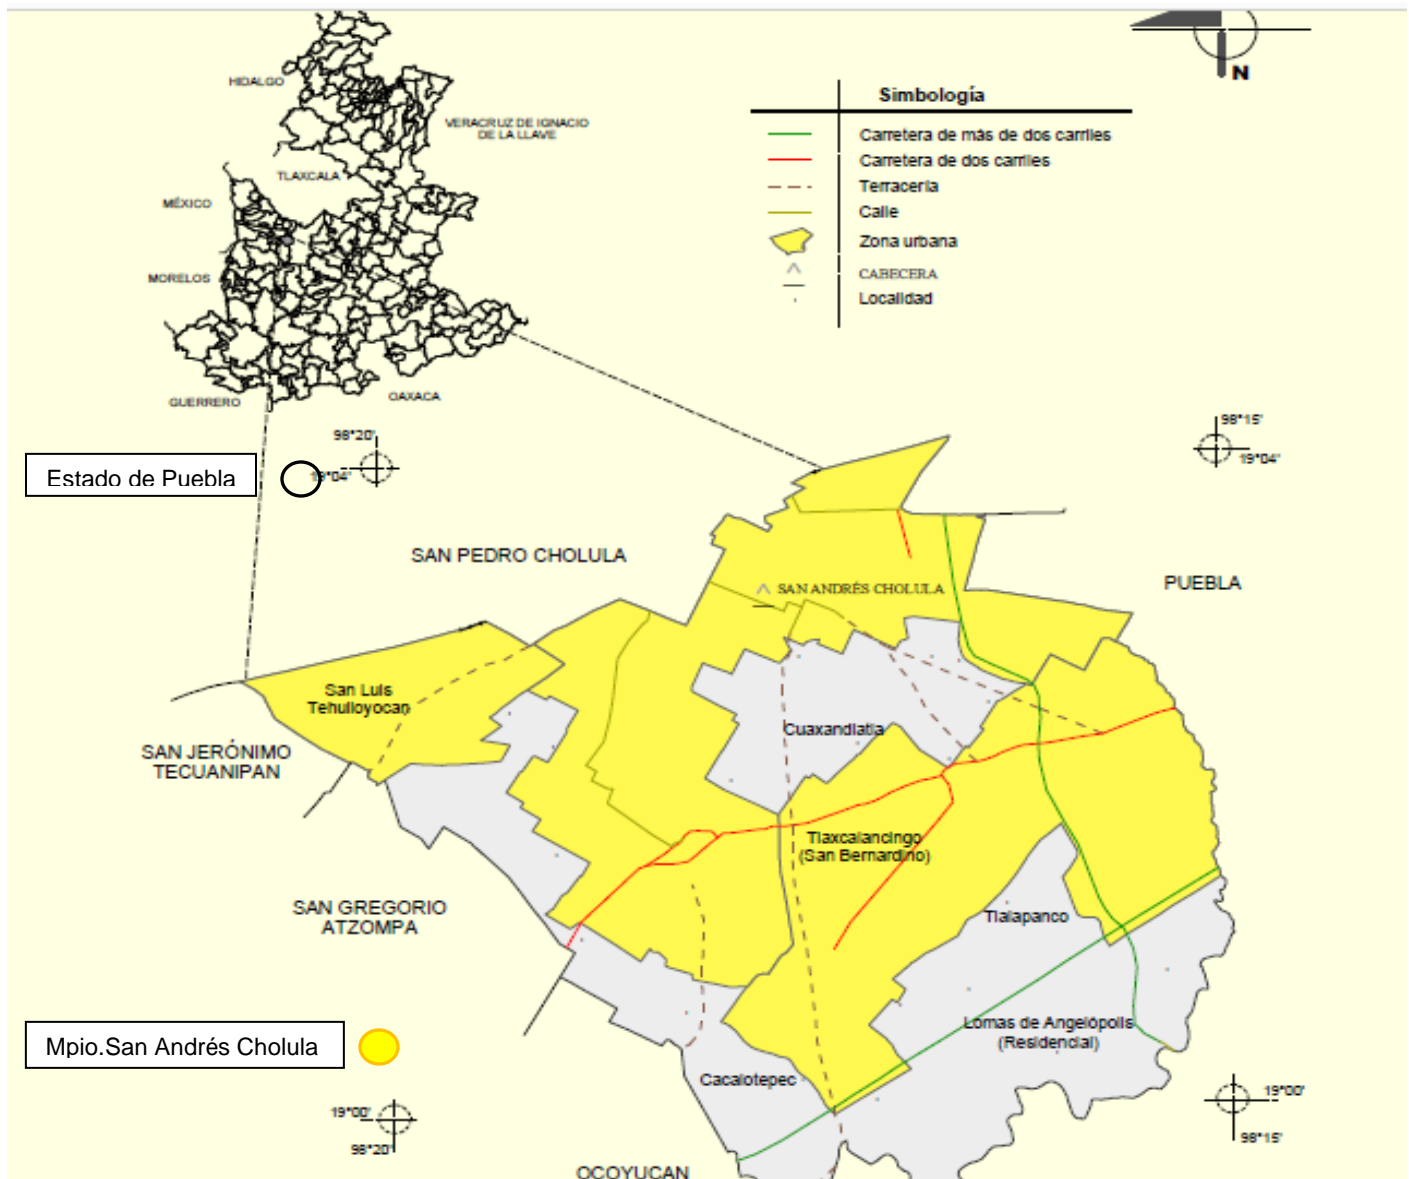 HIDALGO
VERACRUZ DE IGNACIO
DE LA LLAVE
TLAXCALA
MÉXICO
MORELOS
GUERRERO
OAXACA
N
Simbología
Carretera de más de dos carriles
Carretera de dos carriles
Terracería
Calle
Zona urbana
CABECERA
Localidad
98°20'
19°04'
98°15'
19°04'
Estado de Puebla
SAN PEDRO CHOLULA
SAN ANDRÉS CHOLULA
PUEBLA
San Luis
Tehuiloyocan
Cuaxandiatla
SAN JERÓNIMO
TECUANIPAN
Tlaxcalancingo
(San Bernardino)
SAN GREGORIO
ATZOMPA
Tlalapanco
Lomas de Angelópolis
(Residencial)
Mpio.San Andrés Cholula
Cacalotepec
19°00'
98°20'
19°00'
98°15'
OCOYUCAN